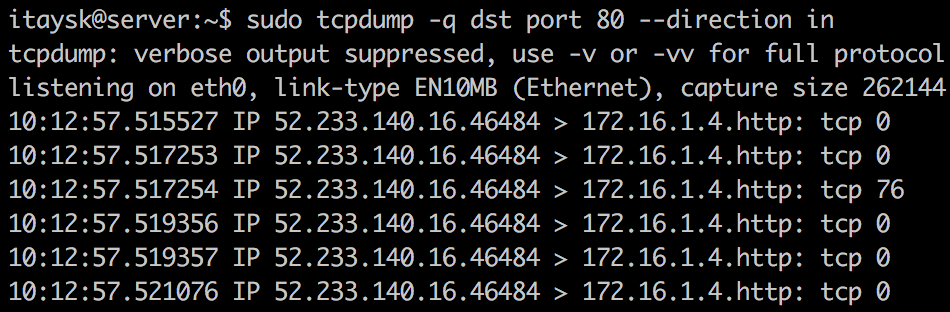 itaysk@server:~$ sudo tcpdump -q dst port 80 --direction in
tcpdump: verbose output suppressed, use -v or -vv for full protocol
listening on eth0, link-type EN10MB (Ethernet), capture size 262144
10:12:57.515527 IP 52.233.140.16.46484 > 172.16.1.4.http: tcp 0
10:12:57.517253 IP 52.233.140.16.46484 > 172.16.1.4.http: tcp 0
10:12:57.517254 IP 52.233.140.16.46484 > 172.16.1.4.http: tcp 76
10:12:57.519356 IP 52.233.140.16.46484 > 172.16.1.4.http: tcp 0
10:12:57.519357 IP 52.233.140.16.46484 > 172.16.1.4.http: tcp 0
10:12:57.521076 IP 52.233.140.16.46484 > 172.16.1.4.http: tcp 0